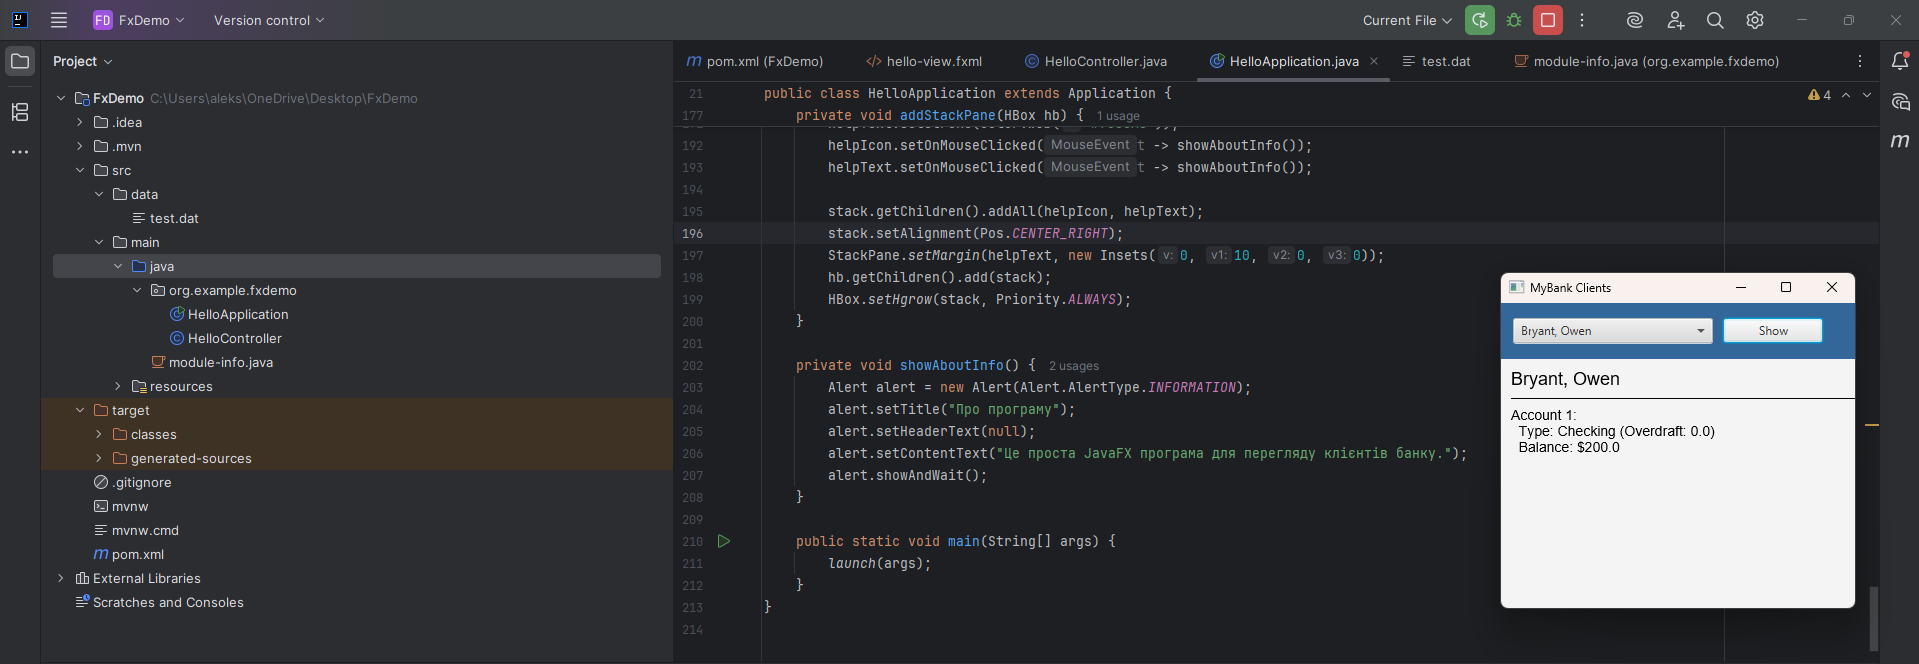 FD FxDemo Version control Current File
Project
pom.xml (FxDemo) hello-view.fxml HelloController.java HelloApplication.java test.dat module-info.java (org.example.fxdemo)
FxDemo C:\Users\aleks\OneDrive\Desktop\FxDemo
.idea
.mvn
src
data
test.dat
main
java
org.example.fxdemo
HelloApplication
HelloController
module-info.java
resources
target
classes
generated-sources
.gitignore
mvnw
mvnw.cmd
pom.xml
External Libraries
Scratches and Consoles
4
21 public class HelloApplication extends Application {
177 private void addStackPane(HBox hb) { 1 usage
192 helpIcon.setOnMouseClicked( MouseEvent t -> showAboutInfo());
193 helpText.setOnMouseClicked( MouseEvent t -> showAboutInfo());
194
195 stack.getChildren().addAll(helpIcon, helpText);
196 stack.setAlignment(Pos.CENTER_RIGHT);
197 StackPane.setMargin(helpText, new Insets( v: 0, v1: 10, v2: 0, v3: 0));
198 hb.getChildren().add(stack);
199 HBox.setHgrow(stack, Priority.ALWAYS);
200 }
201
202 private void showAboutInfo() { 2 usages
203 Alert alert = new Alert(Alert.AlertType.INFORMATION);
204 alert.setTitle("Про програму");
205 alert.setHeaderText(null);
206 alert.setContentText("Це проста JavaFX програма для перегляду клієнтів банку.");
207 alert.showAndWait();
208 }
209
210 public static void main(String[] args) {
211 launch(args);
212 }
213 }
214
MyBank Clients
Bryant, Owen Show
Bryant, Owen
Account 1:
Type: Checking (Overdraft: 0.0)
Balance: $200.0